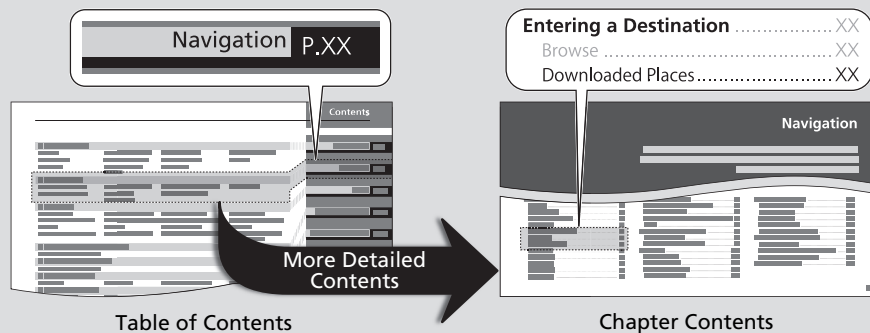 Navigation P.XX
Entering a Destination ................ XX
Browse ....................................... XX
Downloaded Places ...................... XX
Contents
Navigation
More Detailed
Contents
Table of Contents
Chapter Contents